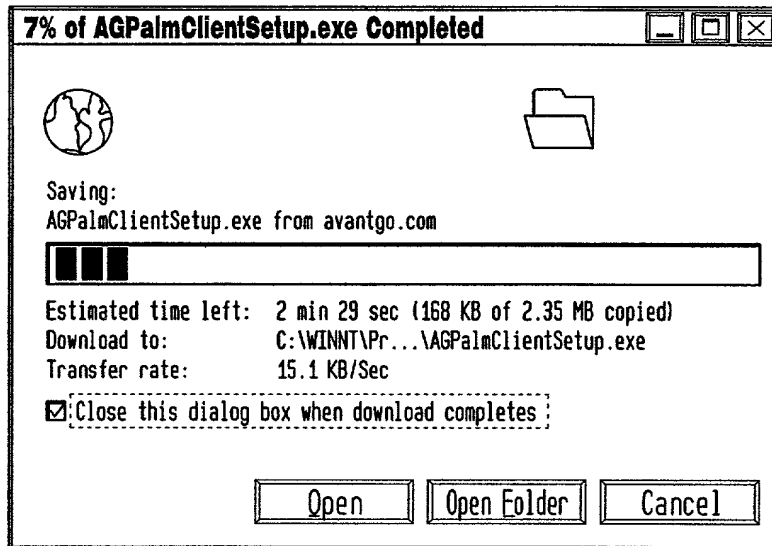 7% of AGPalmClientSetup.exe Completed
Saving:
AGPalmClientSetup.exe from avantgo.com
Estimated time left: 2 min 29 sec (168 KB of 2.35 MB copied)
Download to: C:\WINNT\Pr...\AGPalmClientSetup.exe
Transfer rate: 15.1 KB/Sec
Close this dialog box when download completes
Open Open Folder Cancel